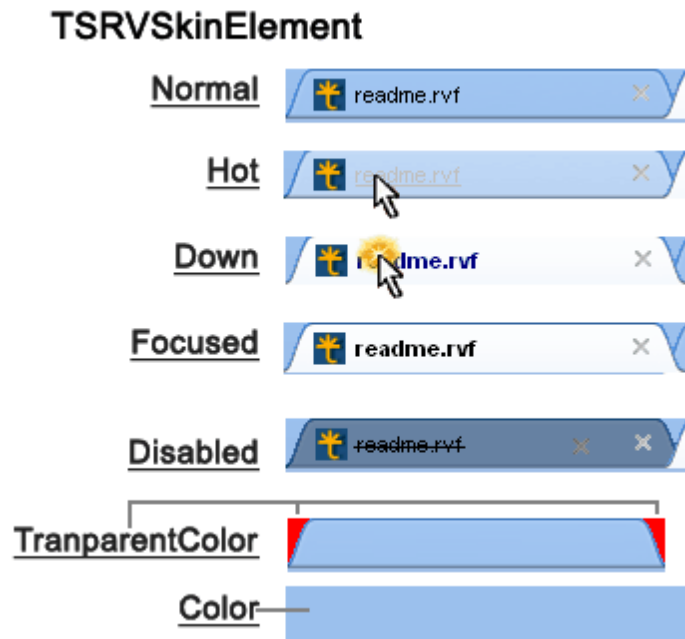 TSRVSkinElement
Normal readme.rvf
Hot readme.rvf
Down readme.rvf
Focused readme.rvf
Disabled readme.rvf
TranparentColor
Color